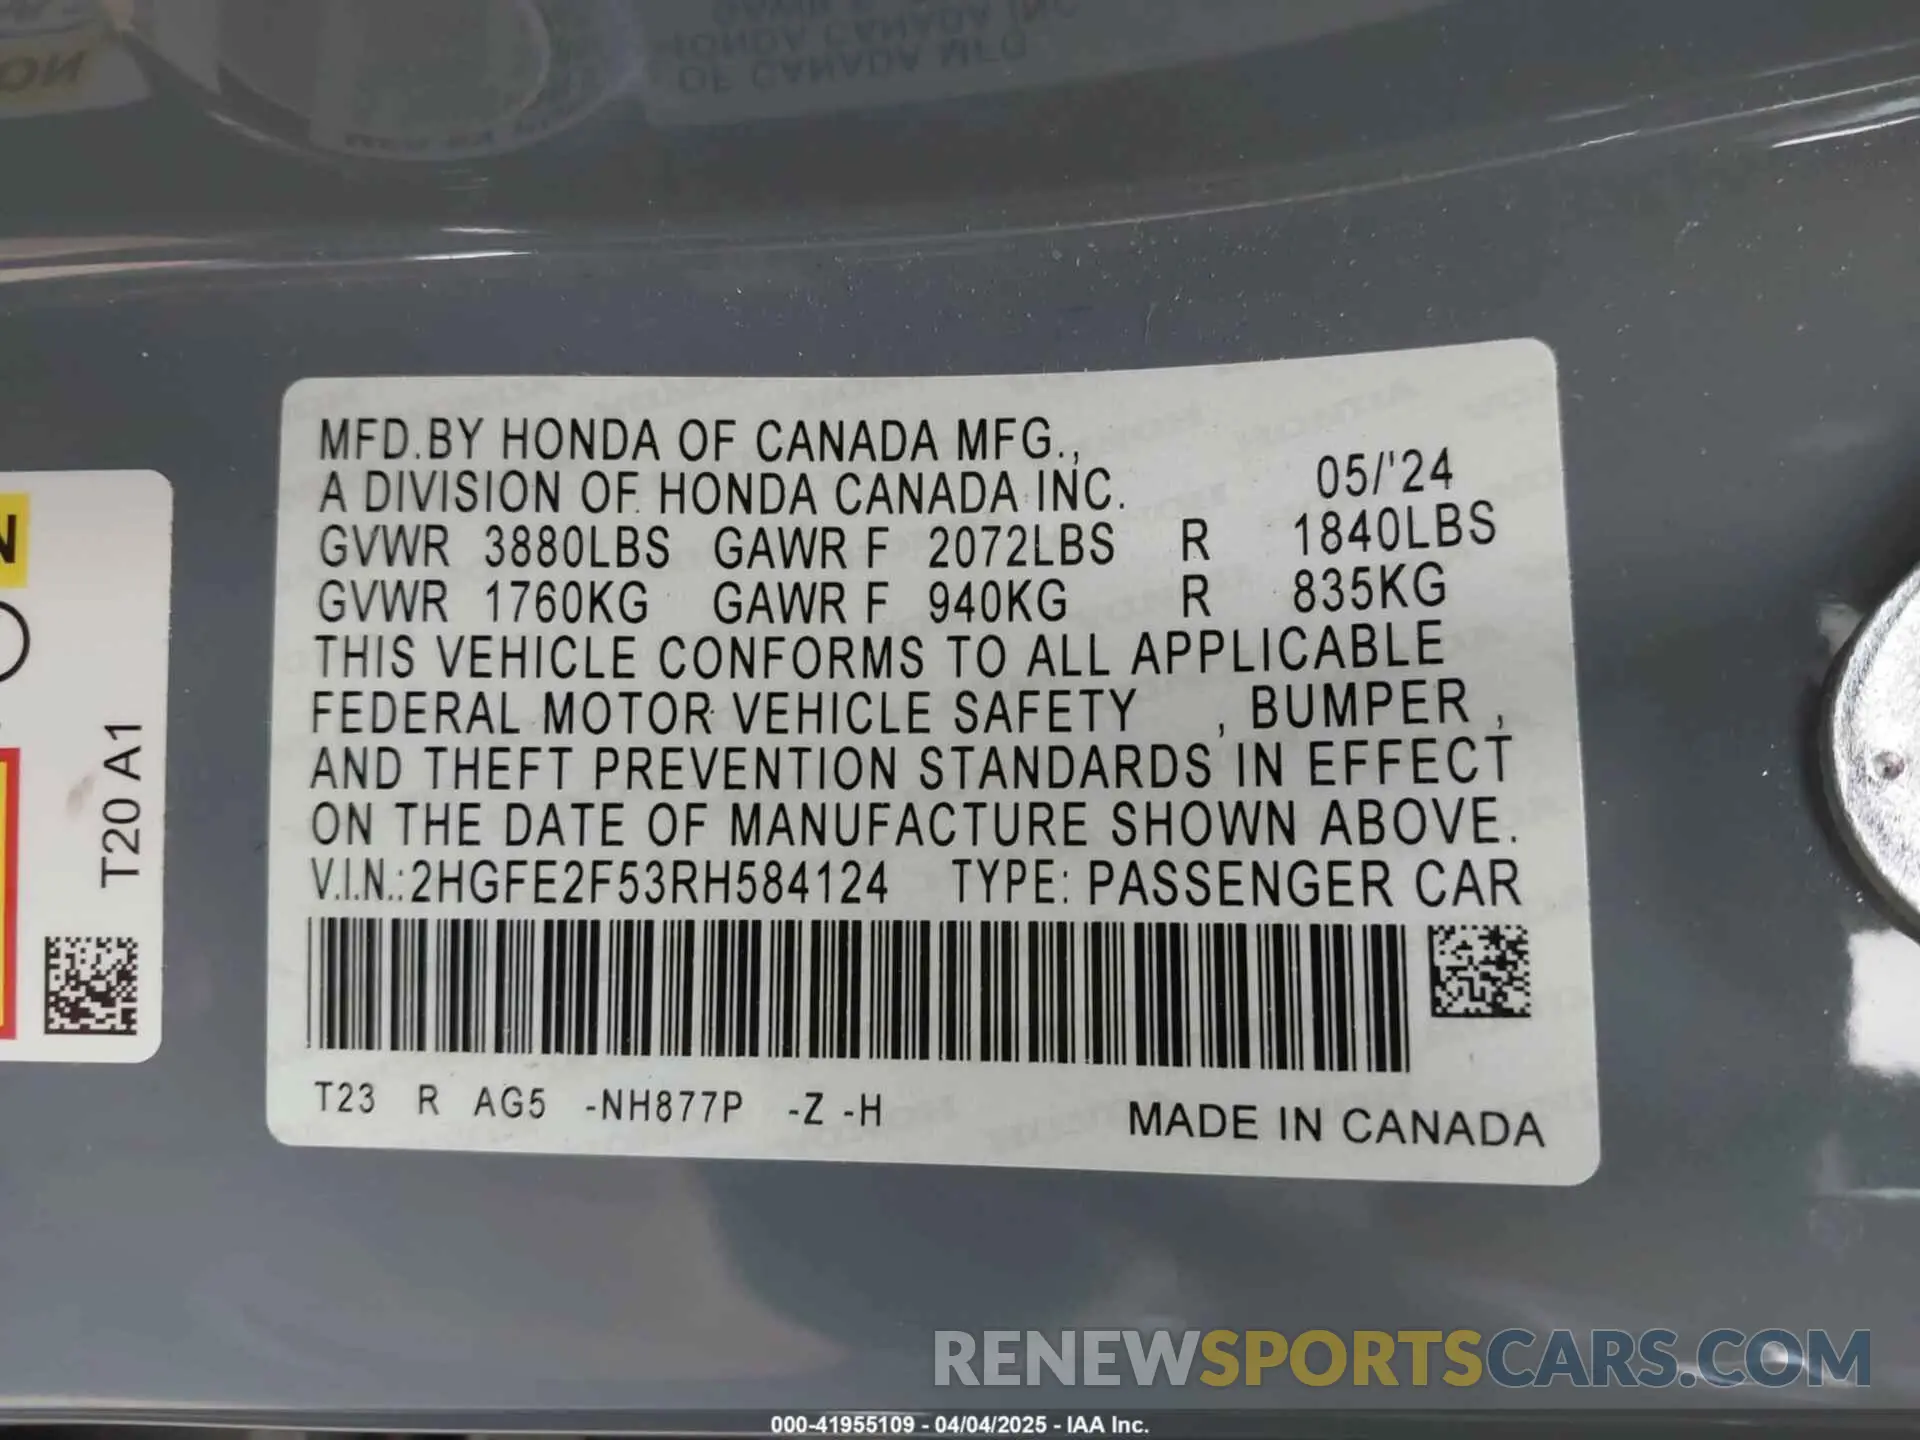 MFD.BY HONDA OF CANADA MFG.,
A DIVISION OF HONDA CANADA INC. 05/'24
GVWR 3880LBS GAWR F 2072LBS R 1840LBS
GVWR 1760KG GAWR F 940KG R 835KG
THIS VEHICLE CONFORMS TO ALL APPLICABLE
FEDERAL MOTOR VEHICLE SAFETY , BUMPER ,
AND THEFT PREVENTION STANDARDS IN EFFECT
ON THE DATE OF MANUFACTURE SHOWN ABOVE.
V.I.N.:2HGFE2F53RH584124 TYPE: PASSENGER CAR
T23 R AG5 -NH877P -Z -H
MADE IN CANADA
T20 A1
N
RENEWSPORTSCARS.COM
000-41955109 - 04/04/2025 - IAA Inc.